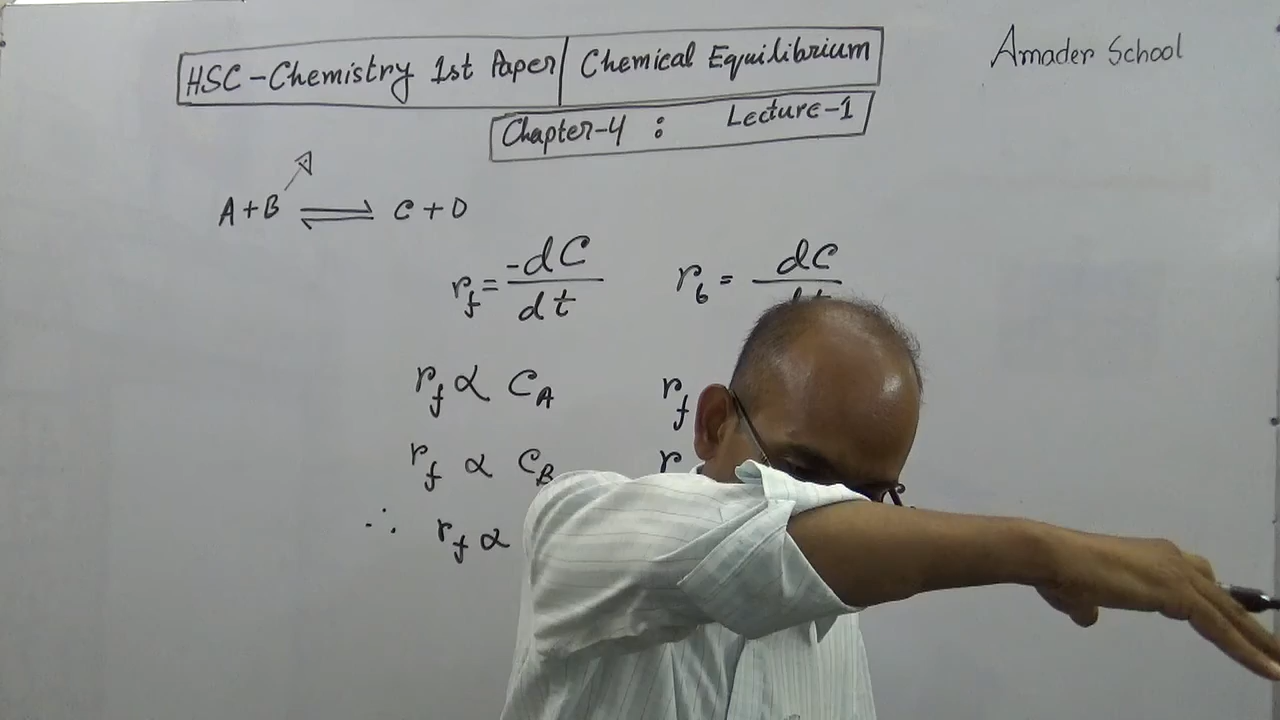 HSC-Chemistry 1st Paper | Chemical Equilibrium
Amader School
Chapter-4 : Lecture-1
A+B ⇌ C+D
r_f = -dC/dt r_b = dC/dt
r_f ∝ C_A r_f
r_f ∝ C_B r
∴ r_f ∝